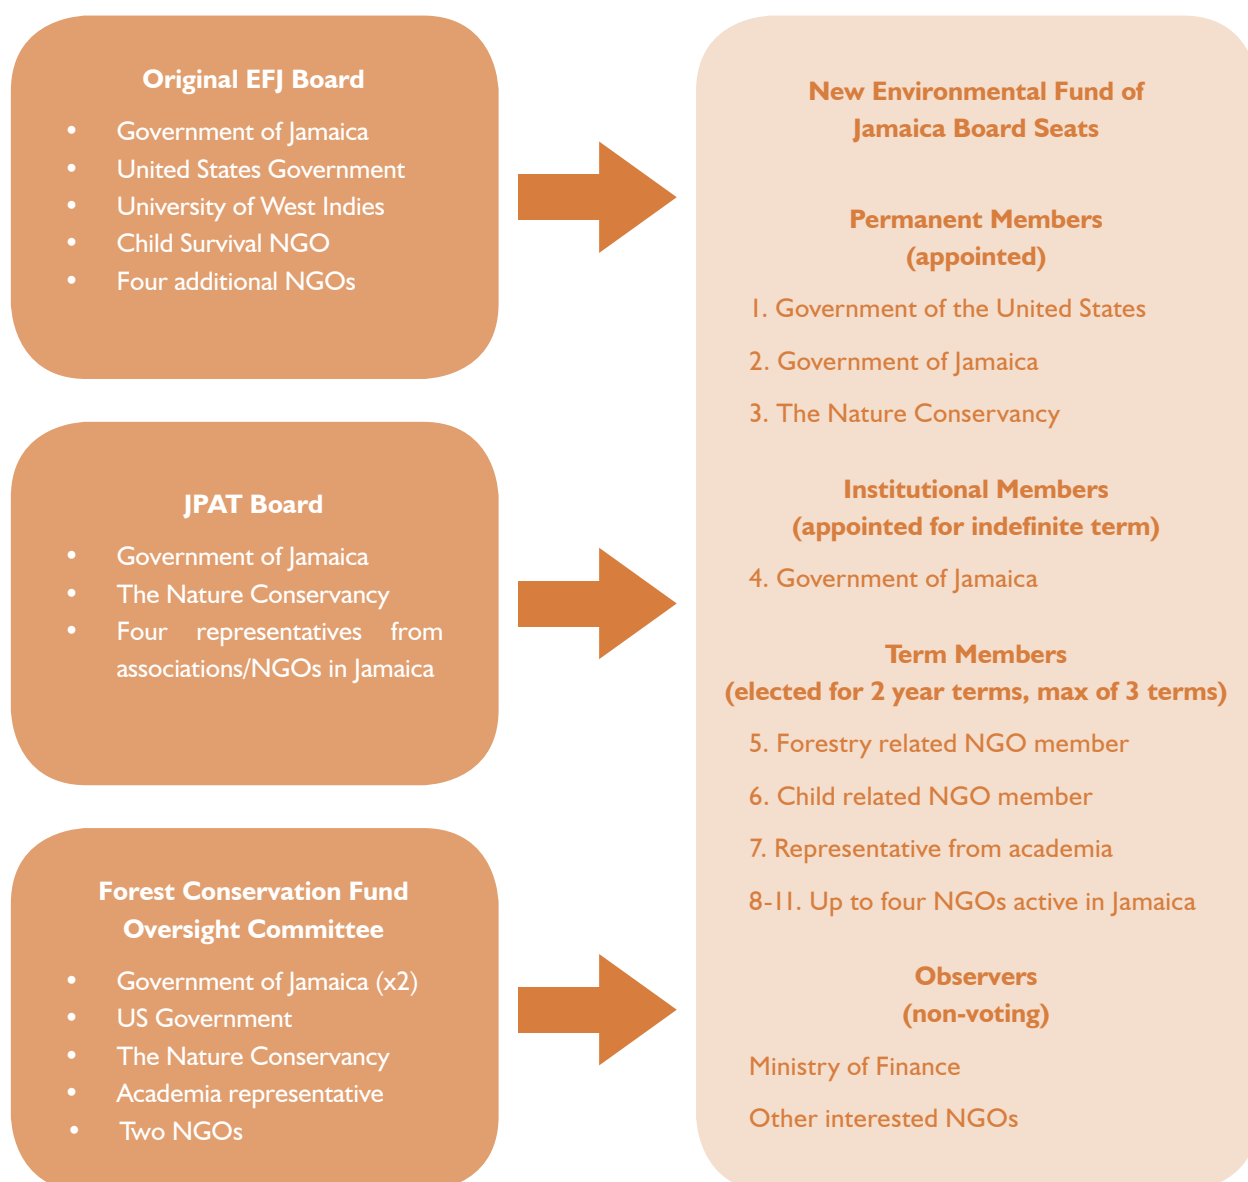 Original EFJ Board
• Government of Jamaica
• United States Government
• University of West Indies
• Child Survival NGO
• Four additional NGOs
JPAT Board
• Government of Jamaica
• The Nature Conservancy
• Four representatives from
associations/NGOs in Jamaica
Forest Conservation Fund
Oversight Committee
• Government of Jamaica (x2)
• US Government
• The Nature Conservancy
• Academia representative
• Two NGOs
New Environmental Fund of
Jamaica Board Seats
Permanent Members
(appointed)
1. Government of the United States
2. Government of Jamaica
3. The Nature Conservancy
Institutional Members
(appointed for indefinite term)
4. Government of Jamaica
Term Members
(elected for 2 year terms, max of 3 terms)
5. Forestry related NGO member
6. Child related NGO member
7. Representative from academia
8-11. Up to four NGOs active in Jamaica
Observers
(non-voting)
Ministry of Finance
Other interested NGOs